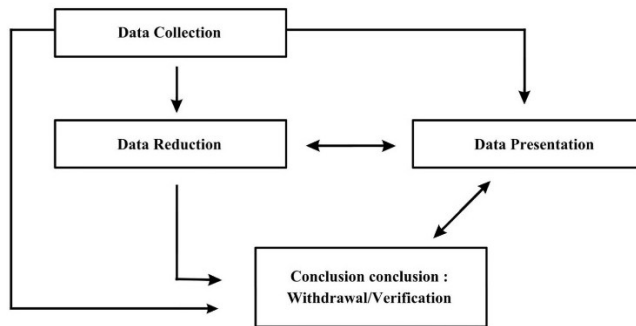 Data Collection
Data Reduction
Data Presentation
Conclusion conclusion :
Withdrawal/Verification